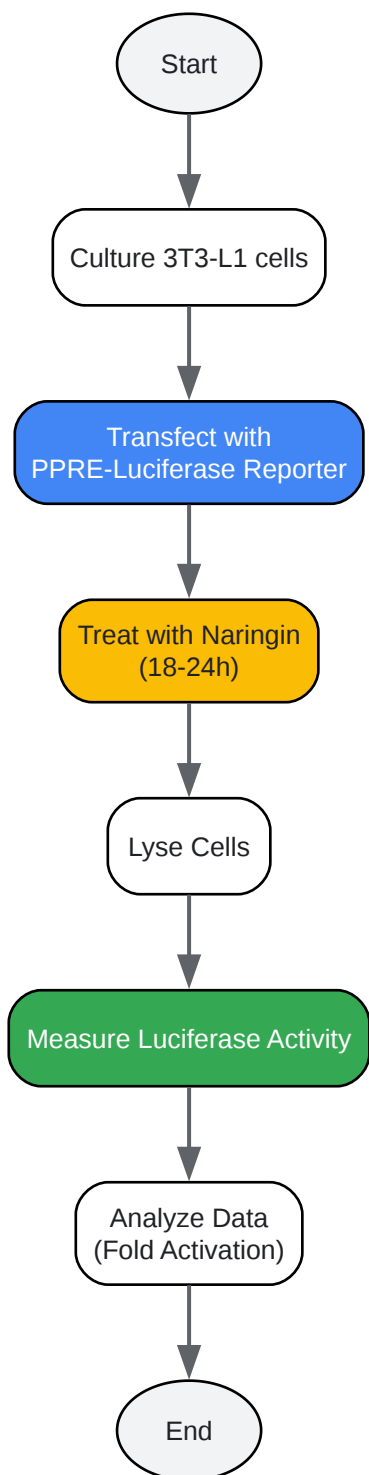 Start
Culture 3T3-L1 cells
Transfect with
PPRE-Luciferase Reporter
Treat with Naringin
(18-24h)
Lyse Cells
Measure Luciferase Activity
Analyze Data
(Fold Activation)
End